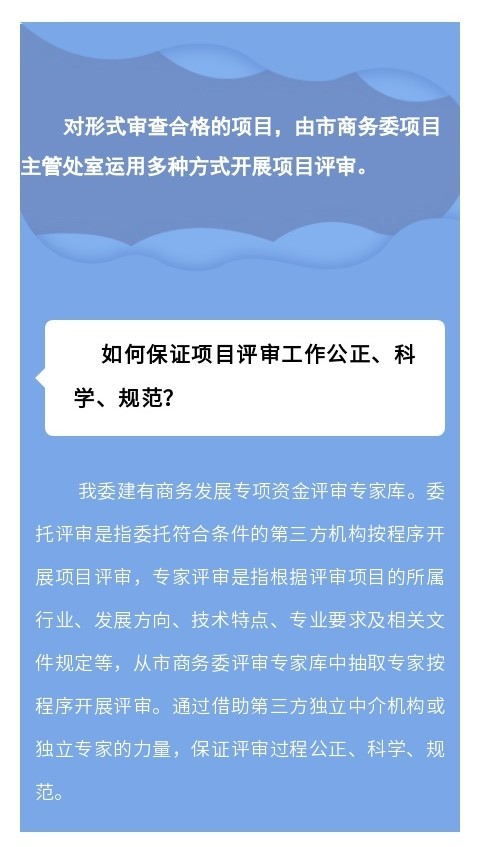 对形式审查合格的项目，由市商务委项目
主管处室运用多种方式开展项目评审。
如何保证项目评审工作公正、科
学、规范？
我委建有商务发展专项资金评审专家库。委
托评审是指委托符合条件的第三方机构按程序开
展项目评审，专家评审是指根据评审项目的所属
行业、发展方向、技术特点、专业要求及相关文
件规定等，从市商务委评审专家库中抽取专家按
程序开展评审。通过借助第三方独立中介机构或
独立专家的力量，保证评审过程公正、科学、规
范。